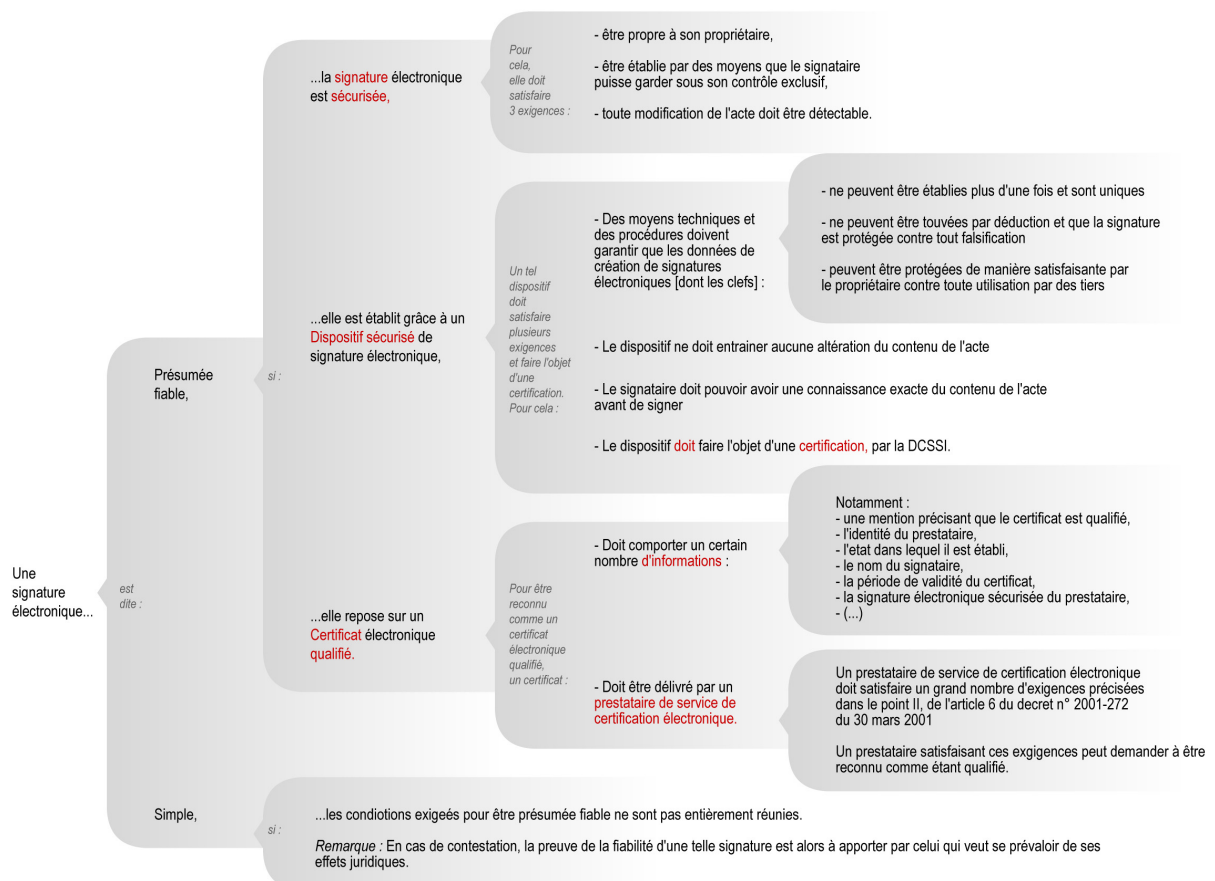 Une
signature
électronique...
est
dite :
Présumée
fiable,
si :
...la signature électronique
est sécurisée,
Pour
cela,
elle doit
satisfaire
3 exigences :
- être propre à son propriétaire,
- être établie par des moyens que le signataire
puisse garder sous son contrôle exclusif,
- toute modification de l'acte doit être détectable.
...elle est établit grâce à un
Dispositif sécurisé de
signature électronique,
Un tel
dispositif
doit
satisfaire
plusieurs
exigences
et faire l'objet
d'une
certification.
Pour cela :
- Des moyens techniques et
des procédures doivent
garantir que les données de
création de signatures
électroniques [dont les clefs] :
- ne peuvent être établies plus d'une fois et sont uniques
- ne peuvent être touvées par déduction et que la signature
est protégée contre tout falsification
- peuvent être protégées de manière satisfaisante par
le propriétaire contre toute utilisation par des tiers
- Le dispositif ne doit entrainer aucune altération du contenu de l'acte
- Le signataire doit pouvoir avoir une connaissance exacte du contenu de l'acte
avant de signer
- Le dispositif doit faire l'objet d'une certification, par la DCSSI.
...elle repose sur un
Certificat électronique
qualifié.
Pour être
reconnu
comme un
certificat
électronique
qualifié,
un certificat :
- Doit comporter un certain
nombre d'informations :
Notamment :
- une mention précisant que le certificat est qualifié,
- l'identité du prestataire,
- l'etat dans lequel il est établi,
- le nom du signataire,
- la période de validité du certificat,
- la signature électronique sécurisée du prestataire,
- (...)
- Doit être délivré par un
prestataire de service de
certification électronique.
Un prestataire de service de certification électronique
doit satisfaire un grand nombre d'exigences précisées
dans le point II, de l'article 6 du decret n° 2001-272
du 30 mars 2001
Un prestataire satisfaisant ces exgigences peut demander à être
reconnu comme étant qualifié.
Simple,
si :
...les condiotions exigeés pour être présumée fiable ne sont pas entièrement réunies.
Remarque : En cas de contestation, la preuve de la fiabilité d'une telle signature est alors à apporter par celui qui veut se prévaloir de ses
effets juridiques.